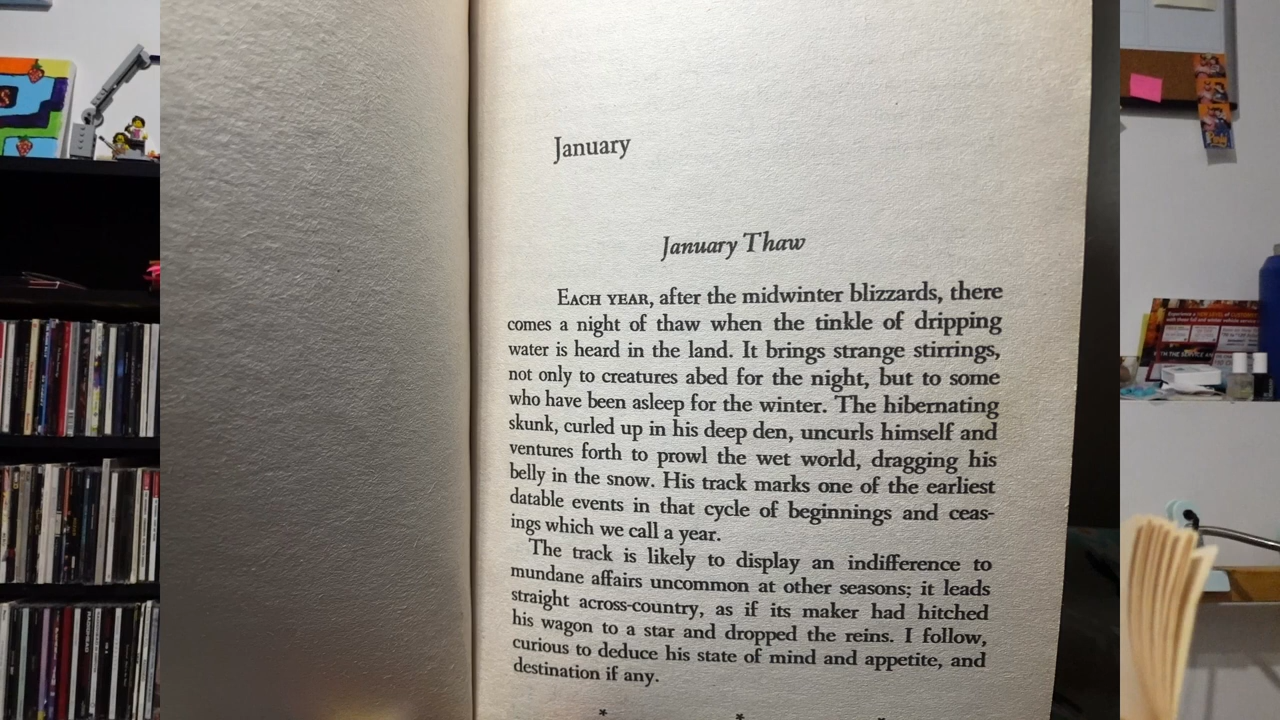 January
January Thaw
EACH YEAR, after the midwinter blizzards, there
comes a night of thaw when the tinkle of dripping
water is heard in the land. It brings strange stirrings,
not only to creatures abed for the night, but to some
who have been asleep for the winter. The hibernating
skunk, curled up in his deep den, uncurls himself and
ventures forth to prowl the wet world, dragging his
belly in the snow. His track marks one of the earliest
datable events in that cycle of beginnings and ceas-
ings which we call a year.
The track is likely to display an indifference to
mundane affairs uncommon at other seasons; it leads
straight across-country, as if its maker had hitched
his wagon to a star and dropped the reins. I follow,
curious to deduce his state of mind and appetite, and
destination if any.
* * *